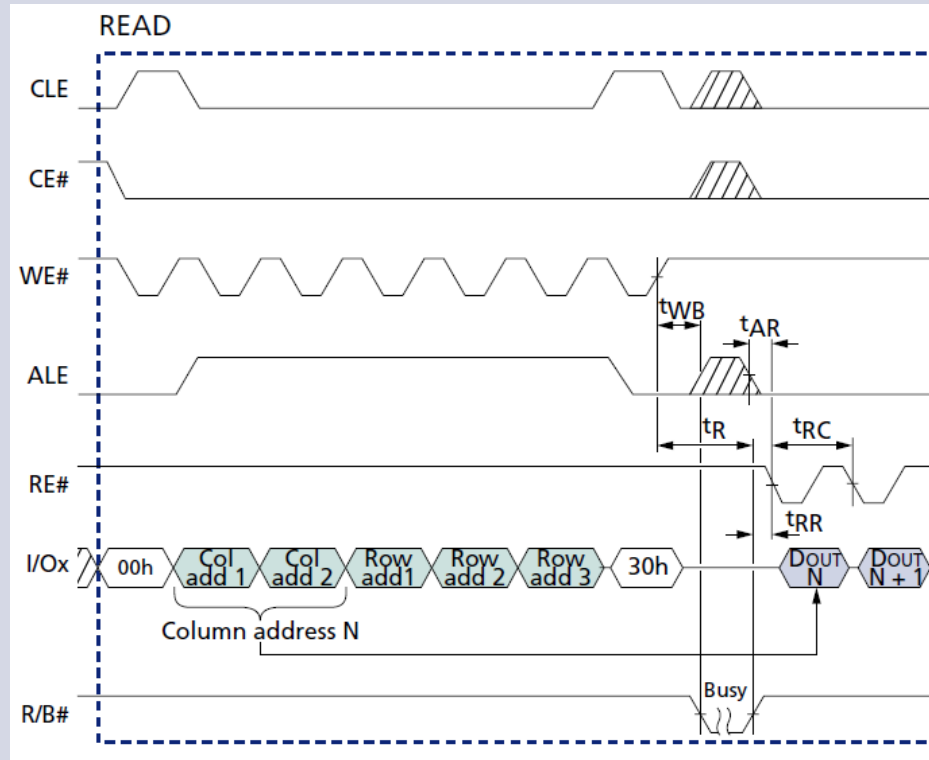 READ
CLE
CE#
WE#
tWB
tAR
ALE
tR
tRC
RE#
tRR
I/Ox
00h
Col
add 1
Col
add 2
Row
add1
Row
add 2
Row
add 3
30h
DOUT
N
DOUT
N + 1
Column address N
Busy
R/B#